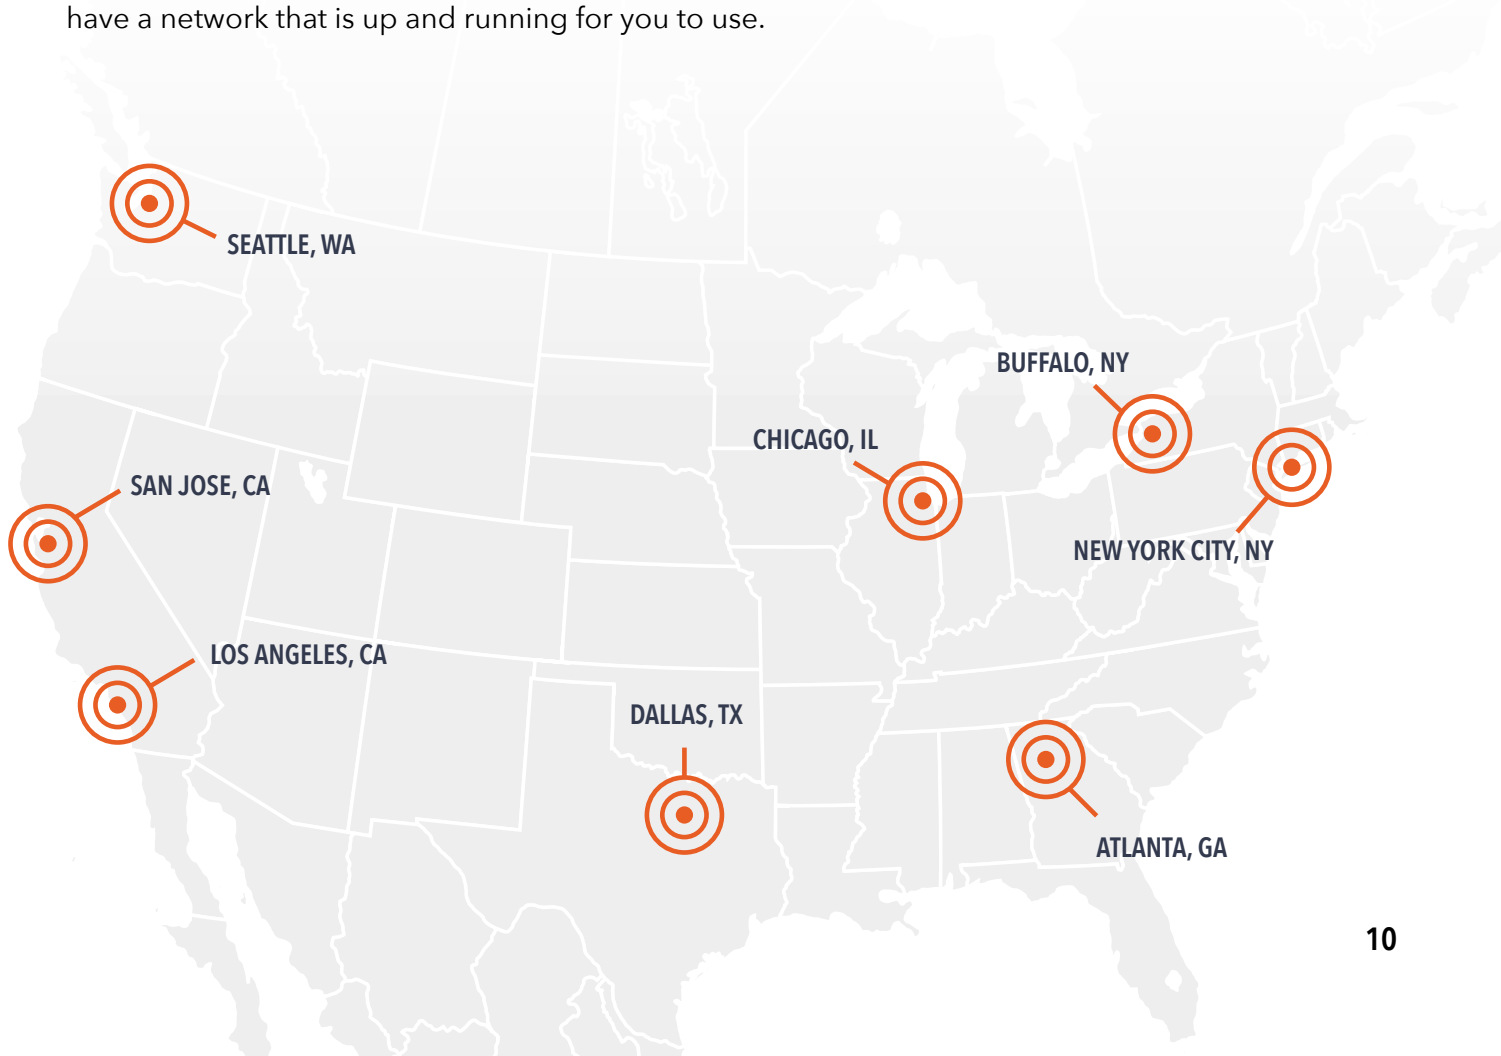 have a network that is up and running for you to use.
SEATTLE, WA
BUFFALO, NY
CHICAGO, IL
SAN JOSE, CA
NEW YORK CITY, NY
LOS ANGELES, CA
DALLAS, TX
ATLANTA, GA
10